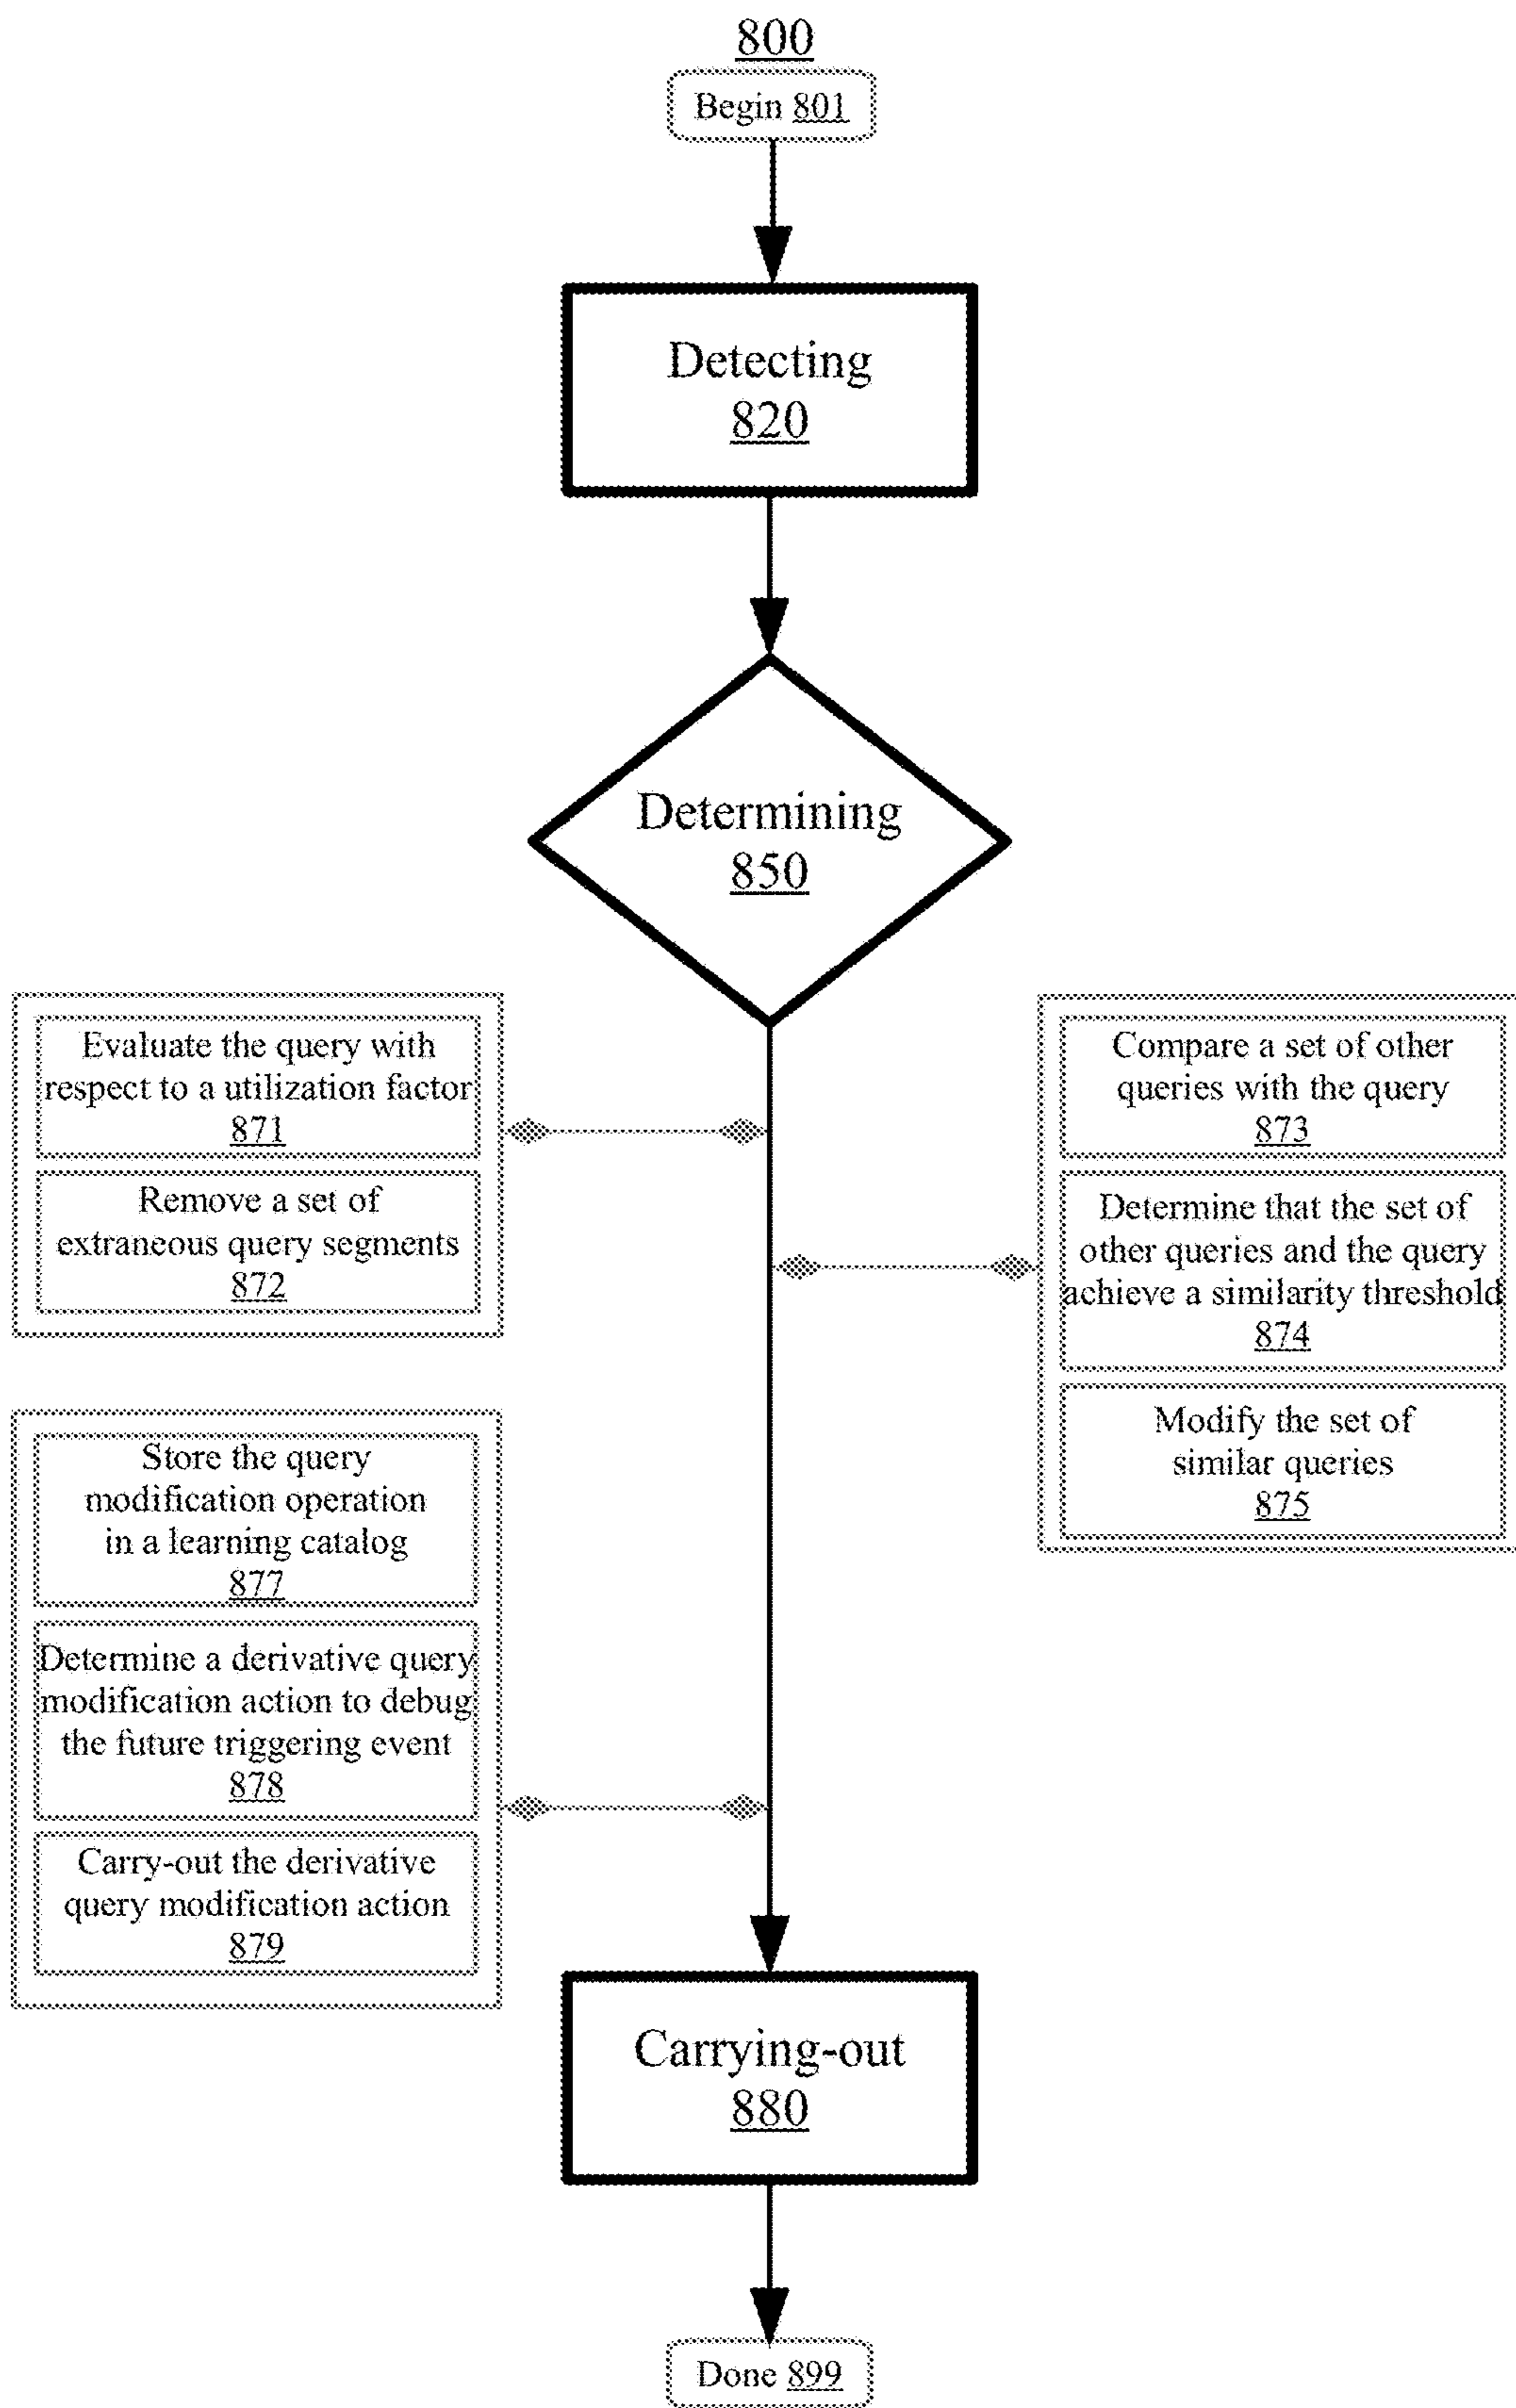 800
Begin 801
Detecting
820
Determining
850
Evaluate the query with
respect to a utilization factor
871
Remove a set of
extraneous query segments
872
Compare a set of other
queries with the query
873
Determine that the set of
other queries and the query
achieve a similarity threshold
874
Modify the set of
similar queries
875
Store the query
modification operation
in a learning catalog
877
Determine a derivative query
modification action to debug
the future triggering event
878
Carry-out the derivative
query modification action
879
Carrying-out
880
Done 899